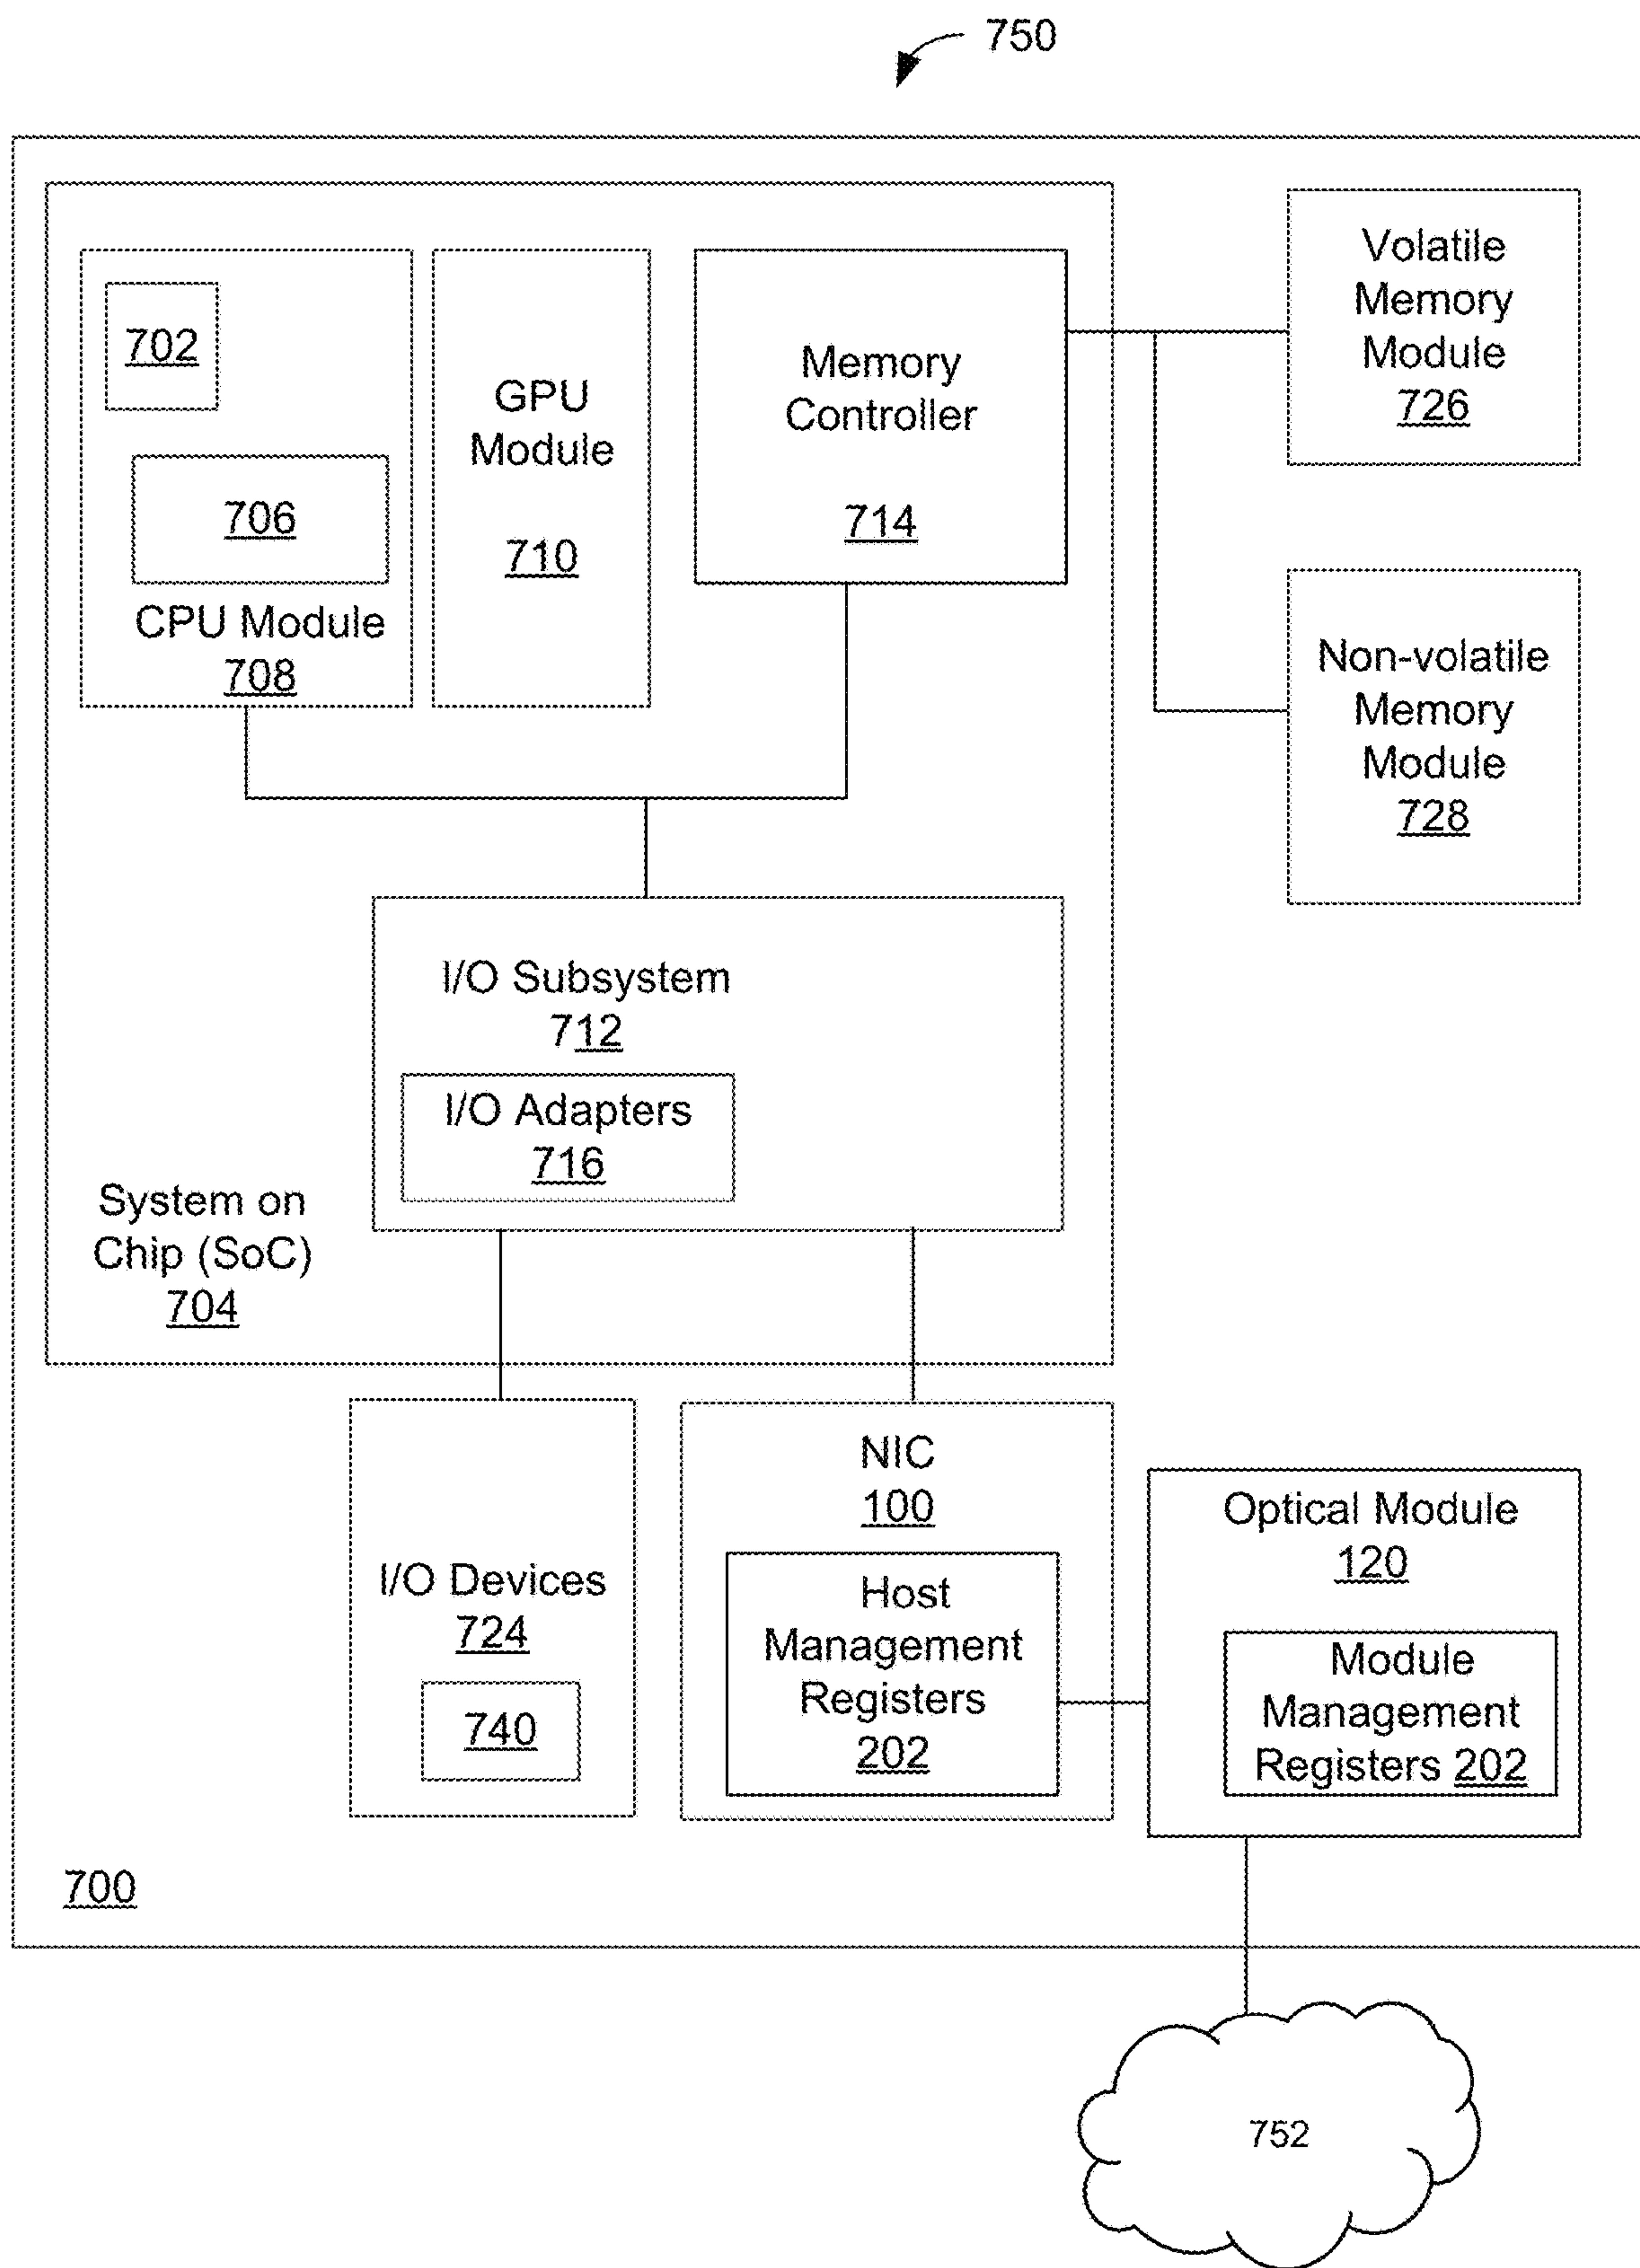 750
702
706
CPU Module
708
GPU
Module
710
Memory
Controller
714
Volatile
Memory
Module
726
Non-volatile
Memory
Module
728
I/O Subsystem
712
I/O Adapters
716
System on
Chip (SoC)
704
I/O Devices
724
740
NIC
100
Host
Management
Registers
202
Optical Module
120
Module
Management
Registers 202
700
752